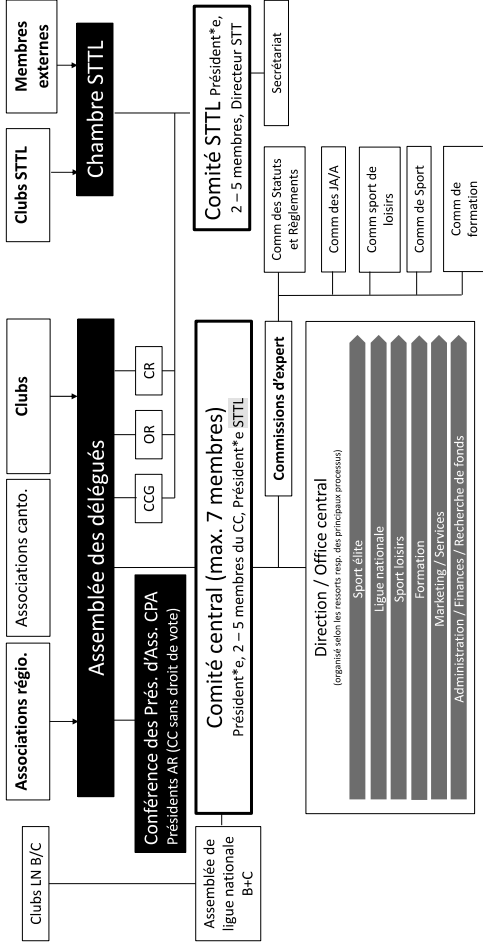 Clubs LN B/C
Associations régio.
Associations canto.
Clubs
Clubs STTL
Membres
externes
Assemblée des délégués
Chambre STTL
Conférence des Prés. d'Ass. CPA
Présidents AR (CC sans droit de vote)
CCG
OR
CR
Assemblée de
ligue nationale
B+C
Comité central (max. 7 membres)
Président*e, 2 – 5 membres du CC, Président*e STTL
Comité STTL Président*e,
2 – 5 membres, Directeur STT
Secrétariat
Commissions d'expert
Comm des Statuts
et Règlements
Comm des JA/A
Comm sport de
loisirs
Comm de Sport
Comm de
formation
Direction / Office central
(organisé selon les ressorts resp. des principaux processus)
Sport élite
Ligue nationale
Sport loisirs
Formation
Marketing / Services
Administration / Finances / Recherche de fonds